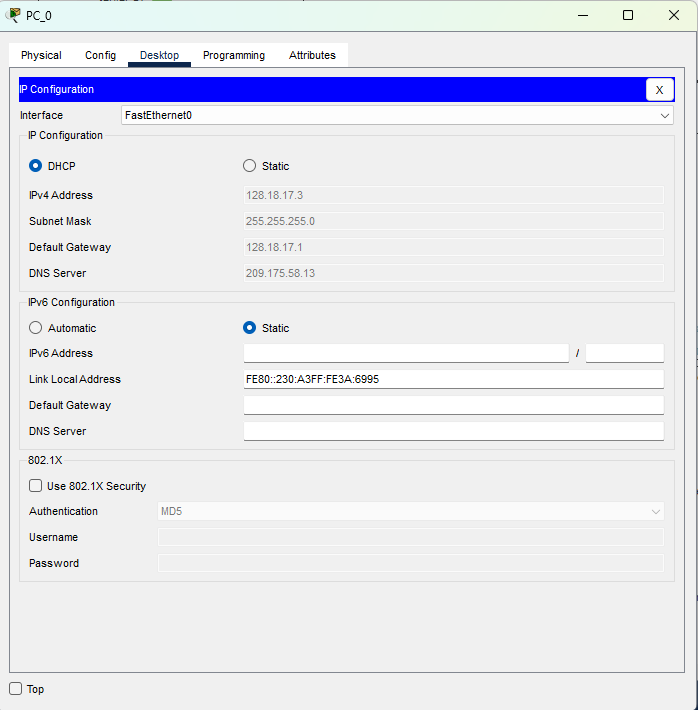 PC_0
Physical Config Desktop Programming Attributes
IP Configuration X
Interface FastEthernet0
IP Configuration
DHCP Static
IPv4 Address 128.18.17.3
Subnet Mask 255.255.255.0
Default Gateway 128.18.17.1
DNS Server 209.175.58.13
IPv6 Configuration
Automatic Static
IPv6 Address /
Link Local Address FE80::230:A3FF:FE3A:6995
Default Gateway
DNS Server
802.1X
Use 802.1X Security
Authentication MD5
Username
Password
Top